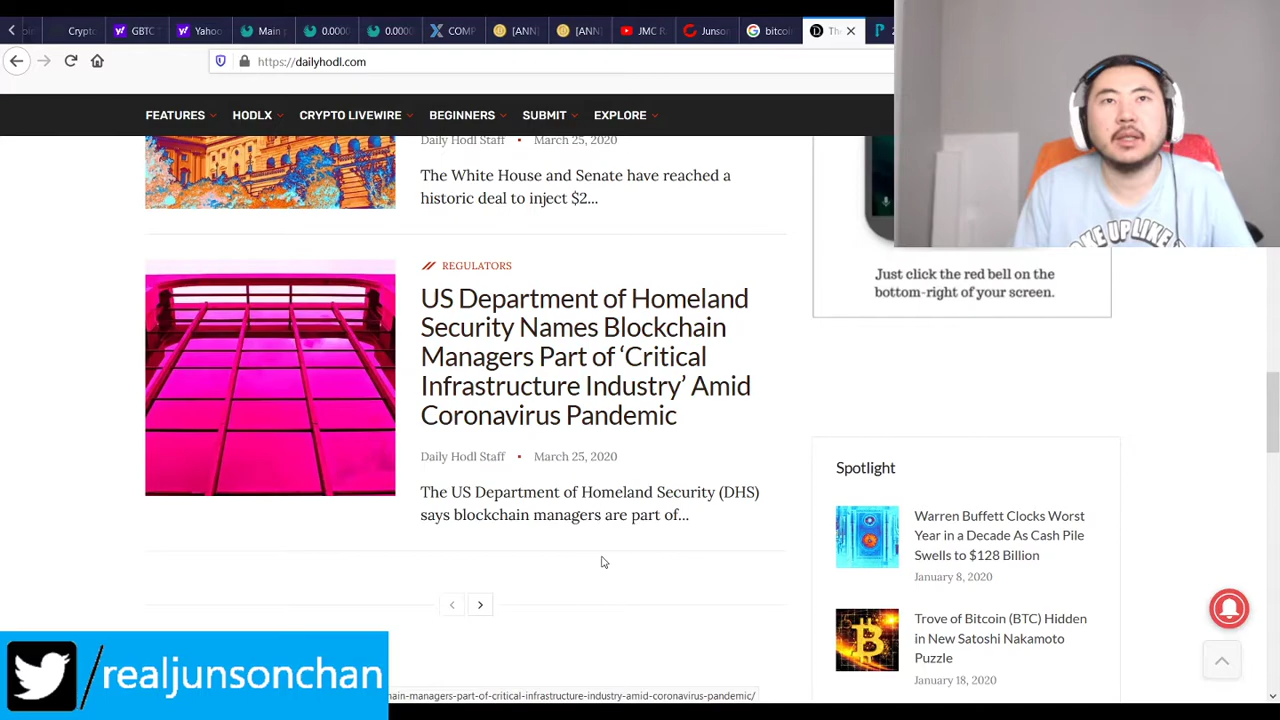 Crypto
GBTC
Yahoo
Main p
0.0000
0.0000
COMP
[ANN]
[ANN]
JMC R
Junson
bitcoi
Th
https://dailyhodl.com
FEATURES
HODLX
CRYPTO LIVEWIRE
BEGINNERS
SUBMIT
EXPLORE
Daily Hodl Staff • March 25, 2020
The White House and Senate have reached a
historic deal to inject $2...
REGULATORS
US Department of Homeland
Security Names Blockchain
Managers Part of ‘Critical
Infrastructure Industry’ Amid
Coronavirus Pandemic
Daily Hodl Staff • March 25, 2020
The US Department of Homeland Security (DHS)
says blockchain managers are part of...
Just click the red bell on the
bottom-right of your screen.
Spotlight
Warren Buffett Clocks Worst
Year in a Decade As Cash Pile
Swells to $128 Billion
January 8, 2020
Trove of Bitcoin (BTC) Hidden
in New Satoshi Nakamoto
Puzzle
January 18, 2020
/realjunsonchan
ain-managers-part-of-critical-infrastructure-industry-amid-coronavirus-pandemic/